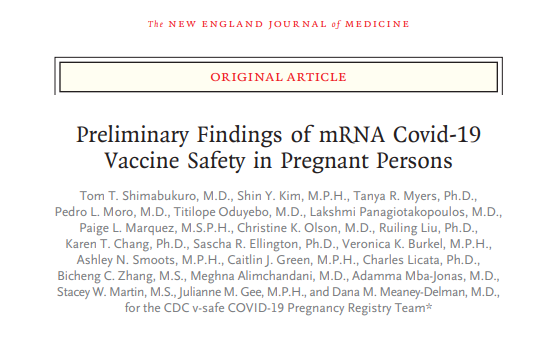 The NEW ENGLAND JOURNAL of MEDICINE
ORIGINAL ARTICLE
Preliminary Findings of mRNA Covid-19
Vaccine Safety in Pregnant Persons
Tom T. Shimabukuro, M.D., Shin Y. Kim, M.P.H., Tanya R. Myers, Ph.D.,
Pedro L. Moro, M.D., Titilope Oduyebo, M.D., Lakshmi Panagiotakopoulos, M.D.,
Paige L. Marquez, M.S.P.H., Christine K. Olson, M.D., Ruiling Liu, Ph.D.,
Karen T. Chang, Ph.D., Sascha R. Ellington, Ph.D., Veronica K. Burkel, M.P.H.,
Ashley N. Smoots, M.P.H., Caitlin J. Green, M.P.H., Charles Licata, Ph.D.,
Bicheng C. Zhang, M.S., Meghna Alimchandani, M.D., Adamma Mba-Jonas, M.D.,
Stacey W. Martin, M.S., Julianne M. Gee, M.P.H., and Dana M. Meaney-Delman, M.D.,
for the CDC v-safe COVID-19 Pregnancy Registry Team*